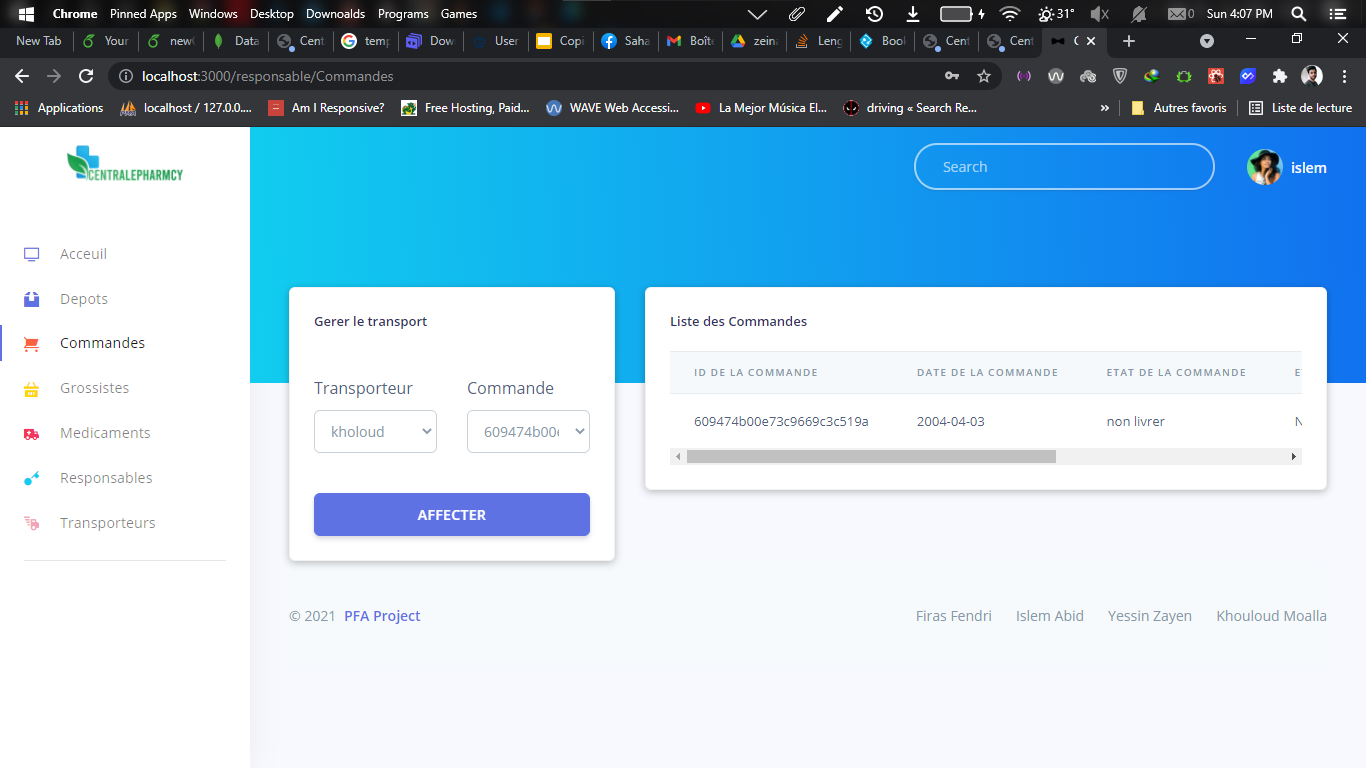 Chrome Pinned Apps Windows Desktop Downoalds Programs Games 31° 0 Sun 4:07 PM
New Tab Your new Data Cent temp Dow User Copi Saha Boît zein Leng Bool Cent Cent
localhost:3000/responsable/Commandes
Applications localhost / 127.0.0.... Am I Responsive? Free Hosting, Paid... WAVE Web Accessi... La Mejor Música El... driving « Search Re... » Autres favoris Liste de lecture
CENTRALEPHARMCY
Search
islem
Acceuil
Depots
Commandes
Grossistes
Medicaments
Responsables
Transporteurs
Gerer le transport
Transporteur Commande
kholoud 609474b00
AFFECTER
Liste des Commandes
ID DE LA COMMANDE DATE DE LA COMMANDE ETAT DE LA COMMANDE E
609474b00e73c9669c3c519a 2004-04-03 non livrer N
© 2021 PFA Project
Firas Fendri Islem Abid Yessin Zayen Khouloud Moalla